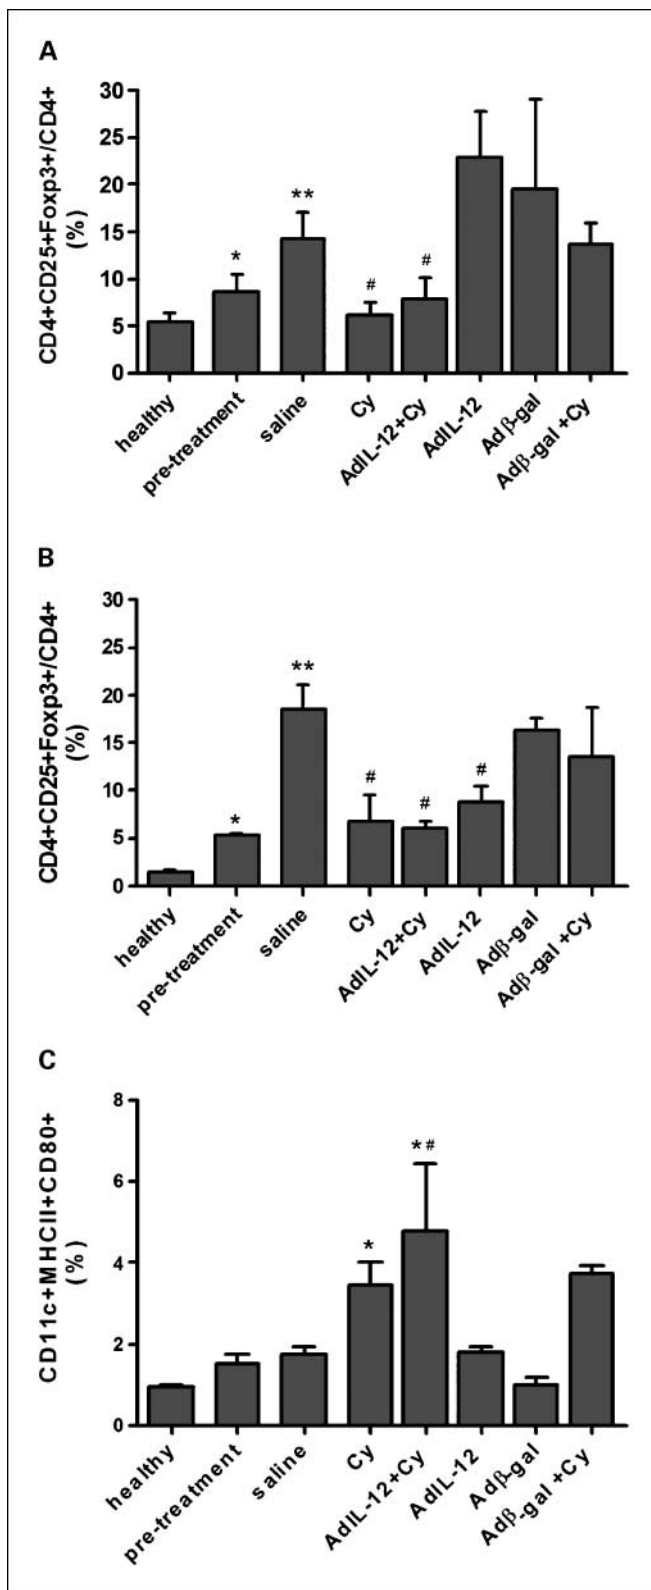 A
CD4+CD25+Foxp3+/CD4+
(%)
30
25
20
15
10
5
0
*
**
#
#
healthy
pre-treatment
saline
Cy
AdIL-12+Cy
AdIL-12
Adβ-gal
Adβ-gal +Cy
B
CD4+CD25+Foxp3+/CD4+
(%)
30
25
20
15
10
5
0
*
**
#
#
#
healthy
pre-treatment
saline
Cy
AdIL-12+Cy
AdIL-12
Adβ-gal
Adβ-gal +Cy
C
CD11c+MHCII+CD80+
(%)
8
6
4
2
0
*
*#
healthy
pre-treatment
saline
Cy
AdIL-12+Cy
AdIL-12
Adβ-gal
Adβ-gal +Cy